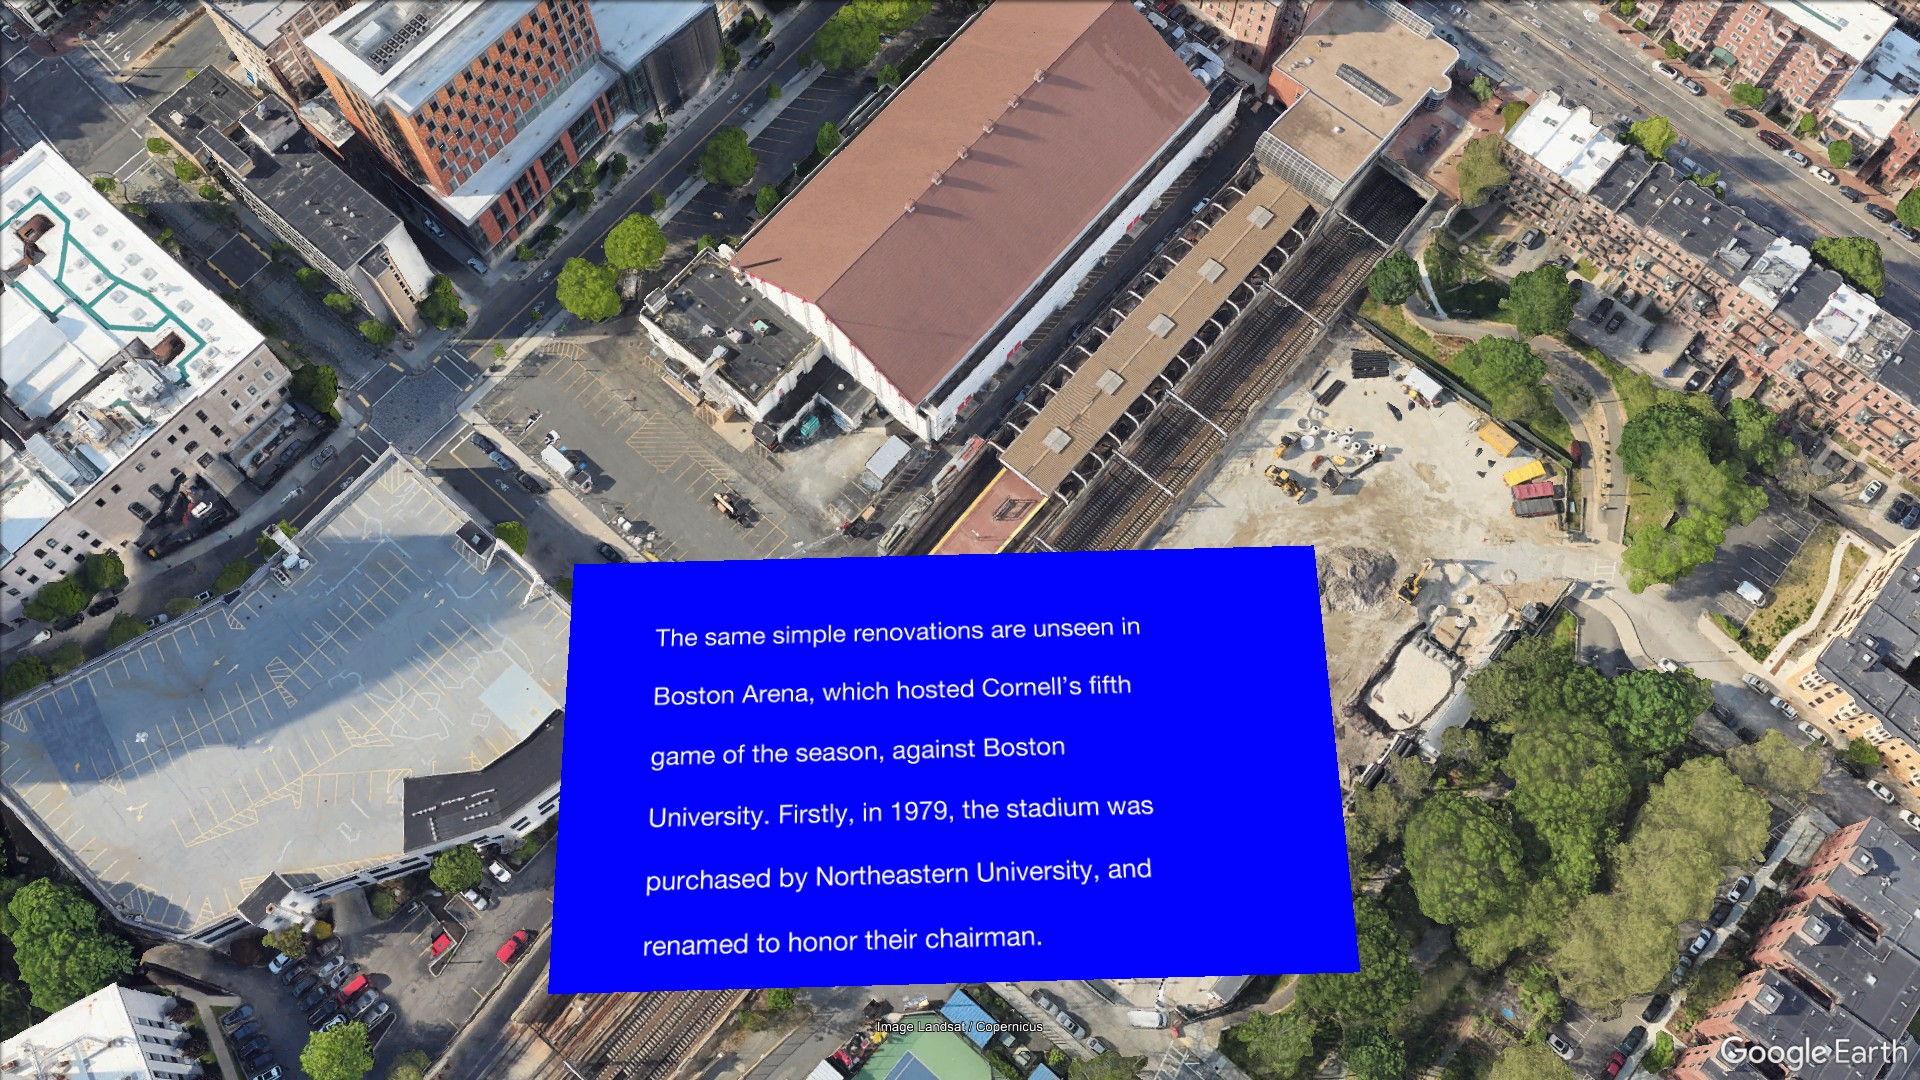 The same simple renovations are unseen in
Boston Arena, which hosted Cornell's fifth
game of the season, against Boston
University. Firstly, in 1979, the stadium was
purchased by Northeastern University, and
renamed to honor their chairman.
Image Landsat / Copernicus
Google Earth